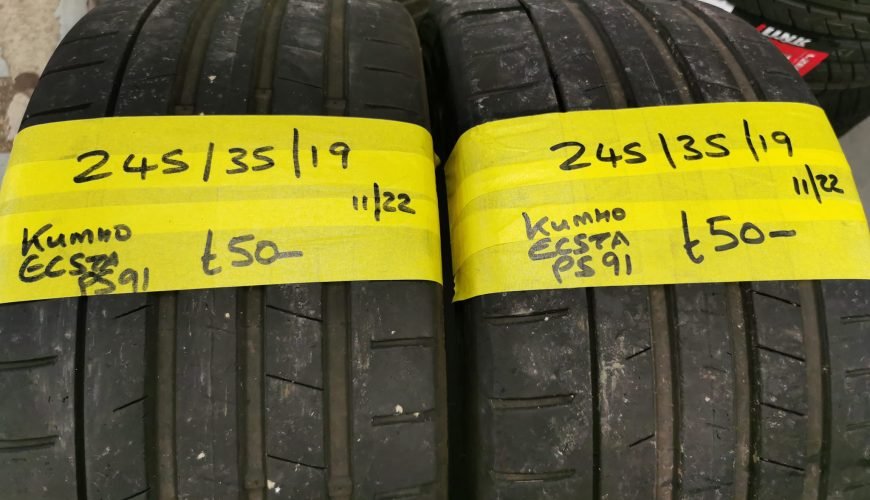 245/35/19
11/22
KUMHO
ECSTA
PS91
£50-
245/35/19
11/22
KUMHO
ECSTA
PS91
£50-